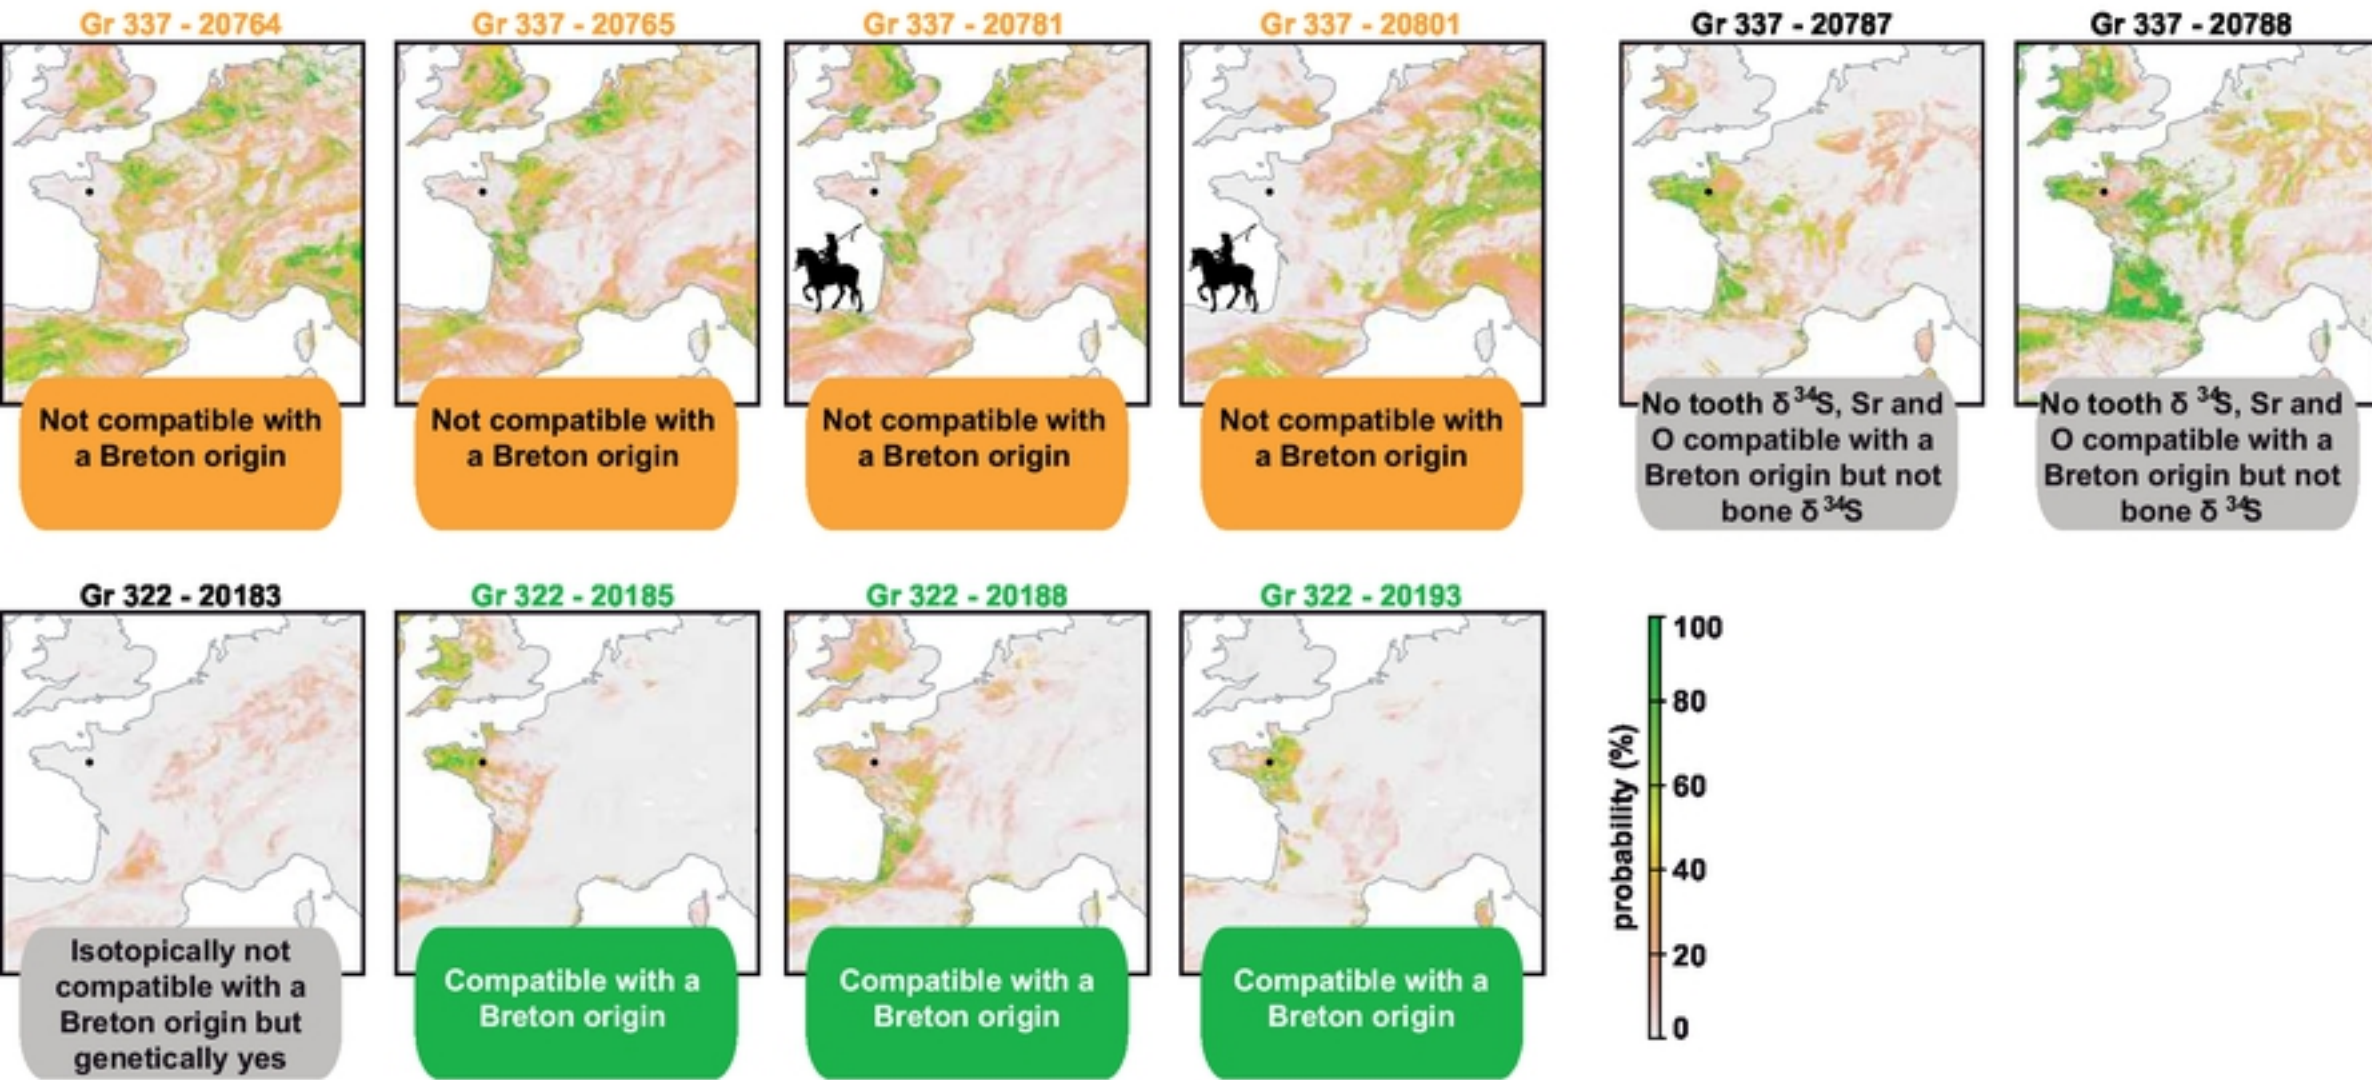 Gr 337 - 20764
Gr 337 - 20765
Gr 337 - 20781
Gr 337 - 20801
Gr 337 - 20787
Gr 337 - 20788
Not compatible with
a Breton origin
Not compatible with
a Breton origin
Not compatible with
a Breton origin
Not compatible with
a Breton origin
No tooth δ ³⁴S, Sr and
O compatible with a
Breton origin but not
bone δ ³⁴S
No tooth δ ³⁴S, Sr and
O compatible with a
Breton origin but not
bone δ ³⁴S
Gr 322 - 20183
Gr 322 - 20185
Gr 322 - 20188
Gr 322 - 20193
Isotopically not
compatible with a
Breton origin but
genetically yes
Compatible with a
Breton origin
Compatible with a
Breton origin
Compatible with a
Breton origin
probability (%)
100
80
60
40
20
0